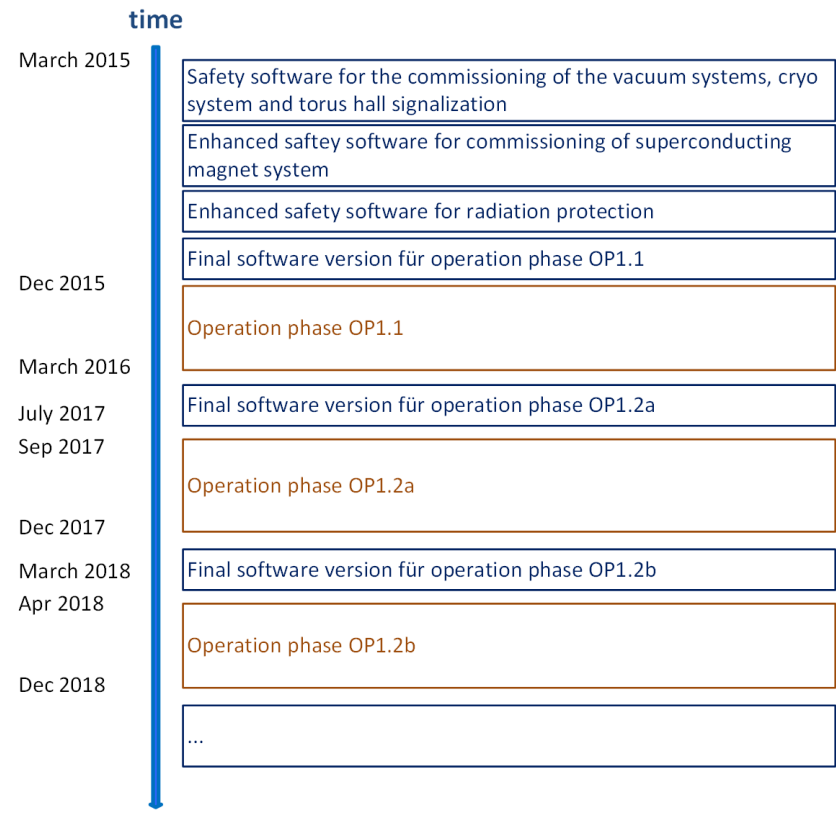 time
March 2015
Safety software for the commissioning of the vacuum systems, cryo
system and torus hall signalization
Enhanced saftey software for commissioning of superconducting
magnet system
Enhanced safety software for radiation protection
Final software version für operation phase OP1.1
Dec 2015
Operation phase OP1.1
March 2016
Final software version für operation phase OP1.2a
July 2017
Sep 2017
Operation phase OP1.2a
Dec 2017
Final software version für operation phase OP1.2b
March 2018
Apr 2018
Operation phase OP1.2b
Dec 2018
...